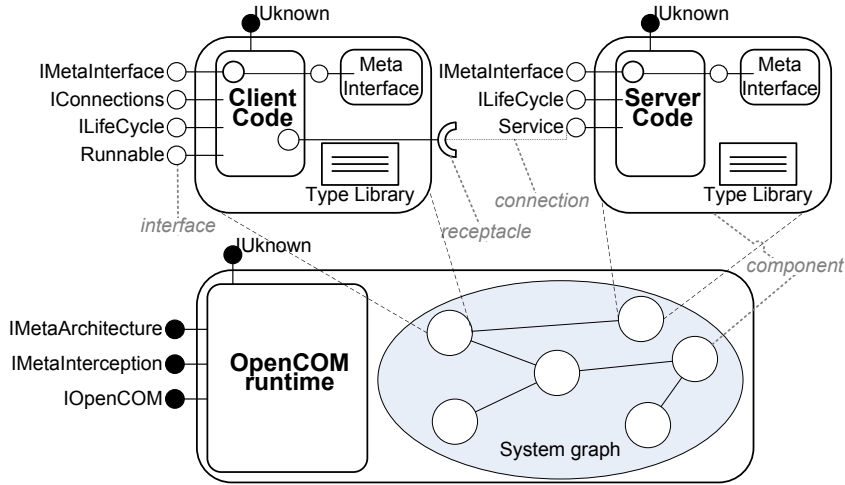 IUknown
IUknown
IMetaInterface
IConnections
ILifeCycle
Runnable
Client
Code
Meta
Interface
Type Library
IMetaInterface
ILifeCycle
Service
Server
Code
Meta
Interface
Type Library
interface
receptacle
connection
component
IUknown
IMetaArchitecture
IMetaInterception
IOpenCOM
OpenCOM
runtime
System graph